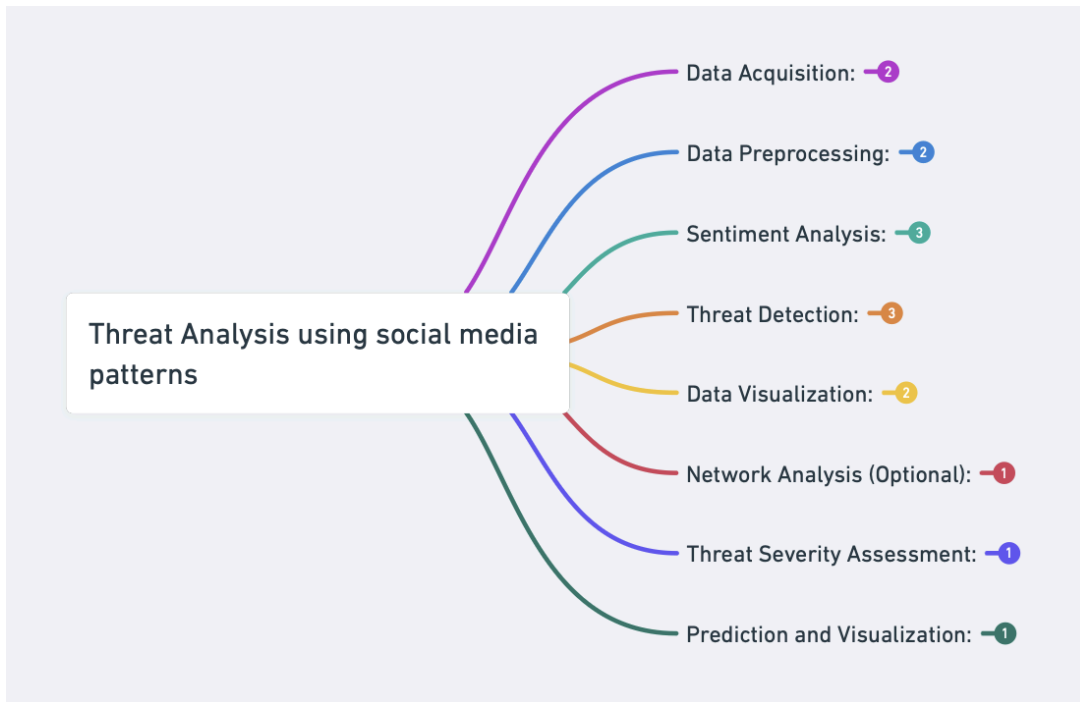 Data Acquisition: 2
Data Preprocessing: 2
Sentiment Analysis: 3
Threat Analysis using social media
patterns
Threat Detection: 3
Data Visualization: 2
Network Analysis (Optional): 1
Threat Severity Assessment: 1
Prediction and Visualization: 1